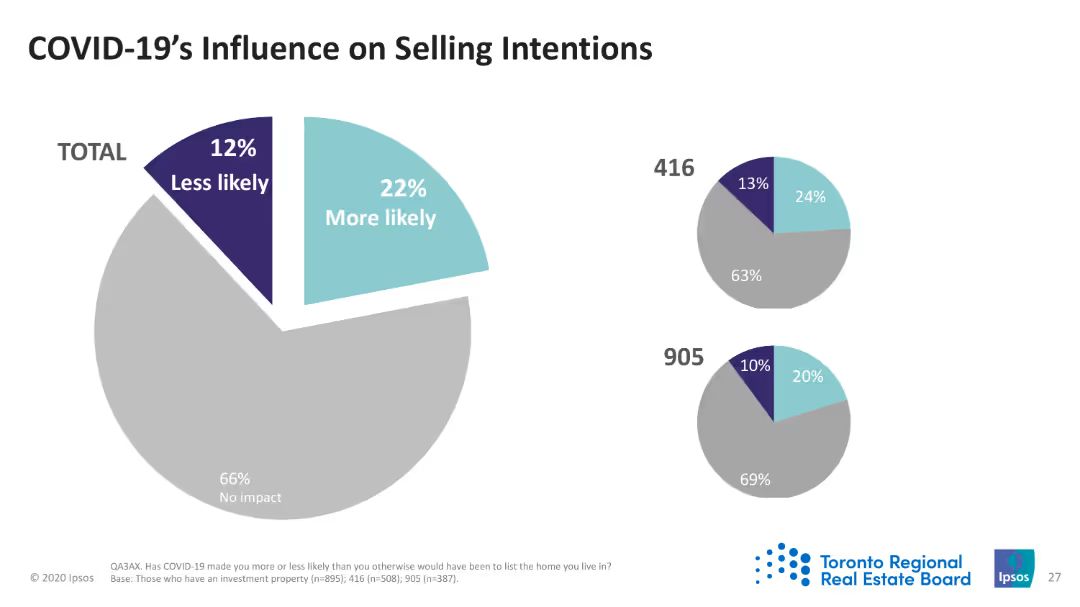 COVID-19’s Influence on Selling Intentions
TOTAL
12%
Less likely
22%
More likely
66%
No impact
416
13%
24%
63%
905
10%
20%
69%
QA3AX. Has COVID-19 made you more or less likely than you otherwise would have been to list the home you live in?
Base: Those who have an investment property (n=895); 416 (n=508); 905 (n=387).
© 2020 Ipsos
Toronto Regional
Real Estate Board
Ipsos
27